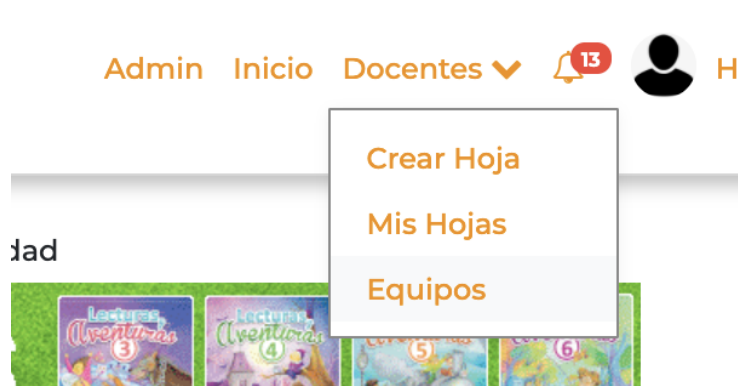 Admin Inicio Docentes 13 H
Crear Hoja
Mis Hojas
Equipos
dad
Lecturas Lecturas
Aventuras Aventuras
3 4 5 6